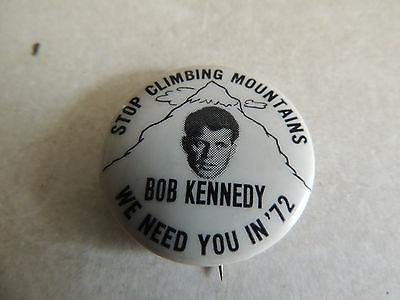 STOP CLIMBING MOUNTAINS
BOB KENNEDY
WE NEED YOU IN '72